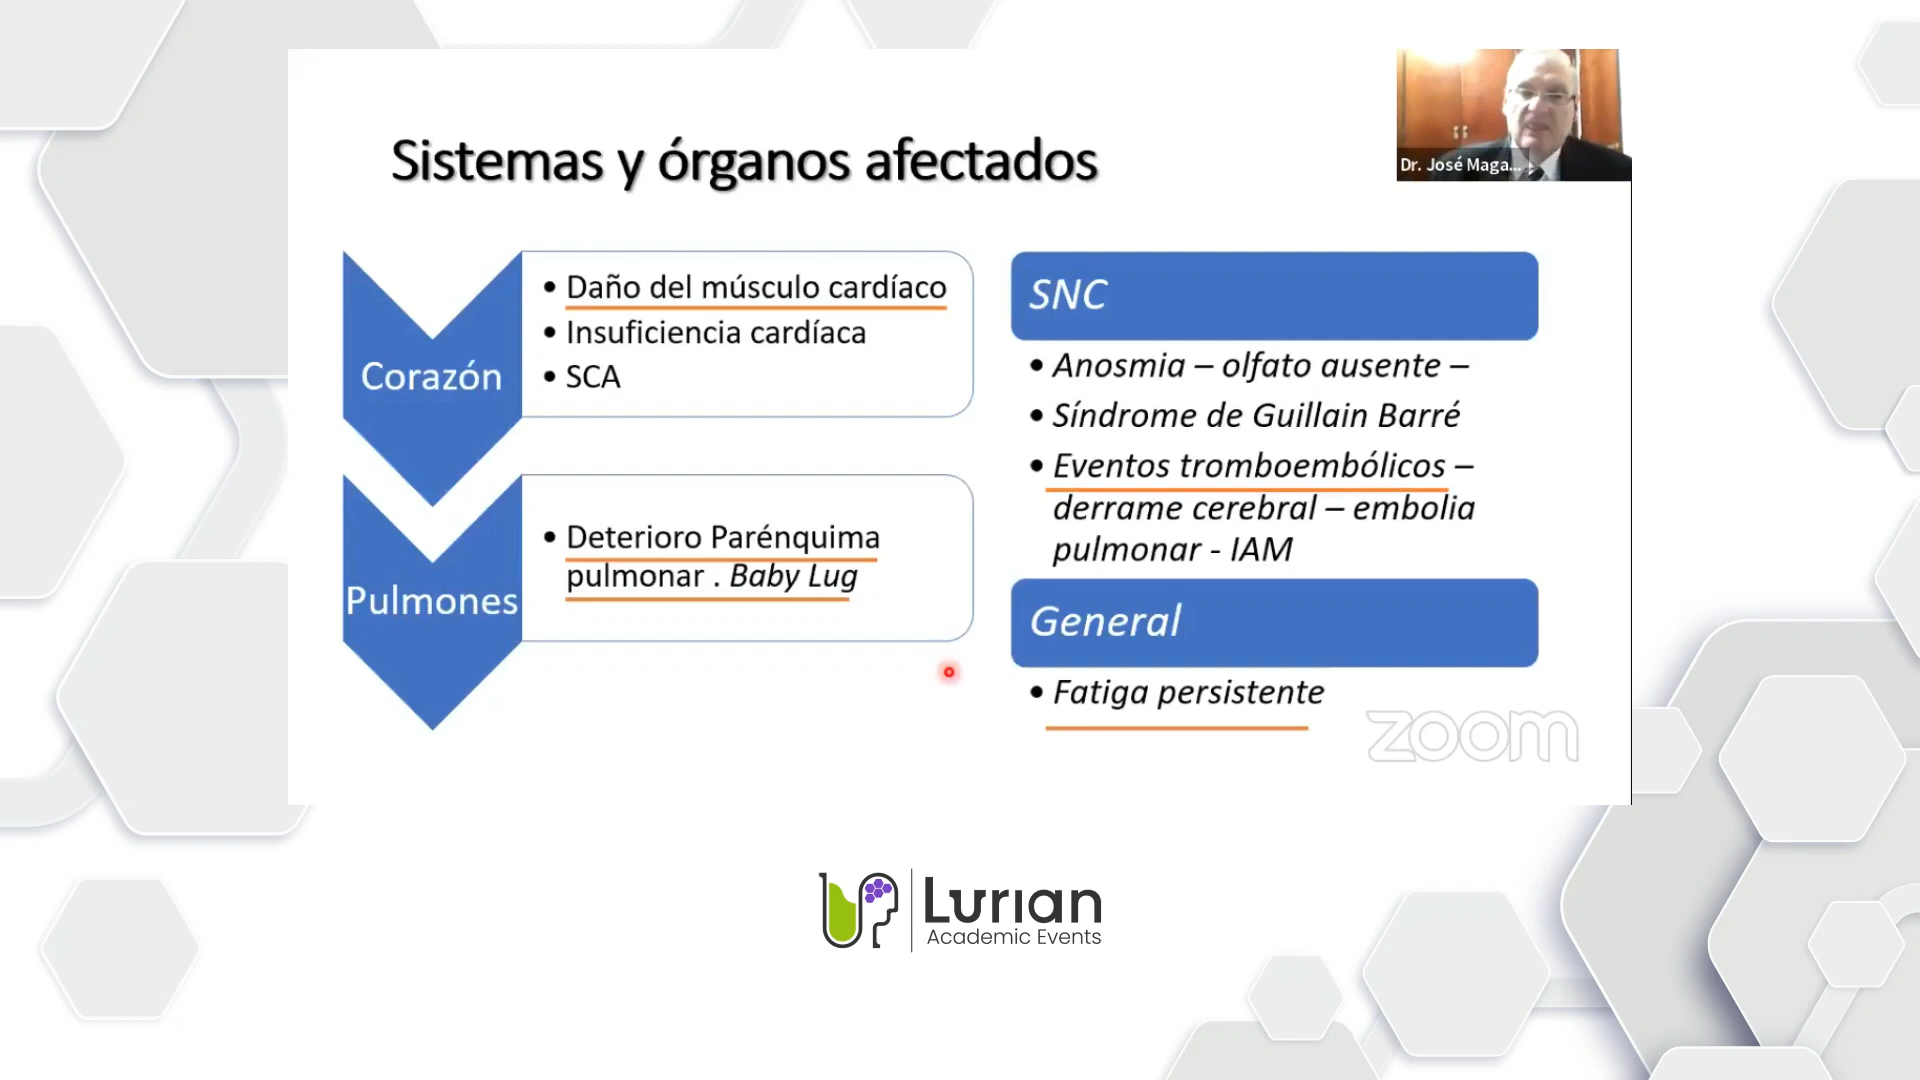 Sistemas y órganos afectados
Dr. José Maga...
Corazón
• Daño del músculo cardíaco
• Insuficiencia cardíaca
• SCA
Pulmones
• Deterioro Parénquima
pulmonar . Baby Lug
SNC
• Anosmia – olfato ausente –
• Síndrome de Guillain Barré
• Eventos tromboembólicos –
derrame cerebral – embolia
pulmonar - IAM
General
• Fatiga persistente
zoom
Lurian
Academic Events